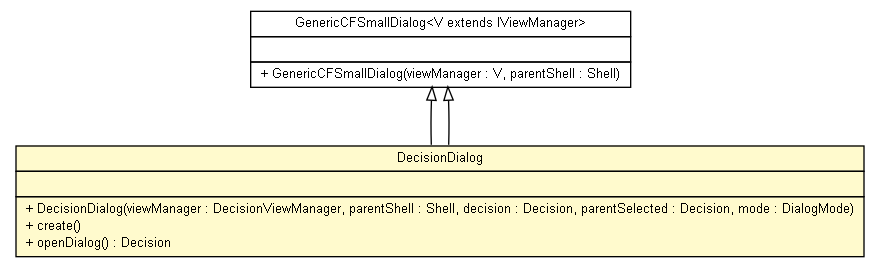 GenericCFSmallDialog<V extends IViewManager>
+ GenericCFSmallDialog(viewManager : V, parentShell : Shell)
DecisionDialog
+ DecisionDialog(viewManager : DecisionViewManager, parentShell : Shell, decision : Decision, parentSelected : Decision, mode : DialogMode)
+ create()
+ openDialog() : Decision